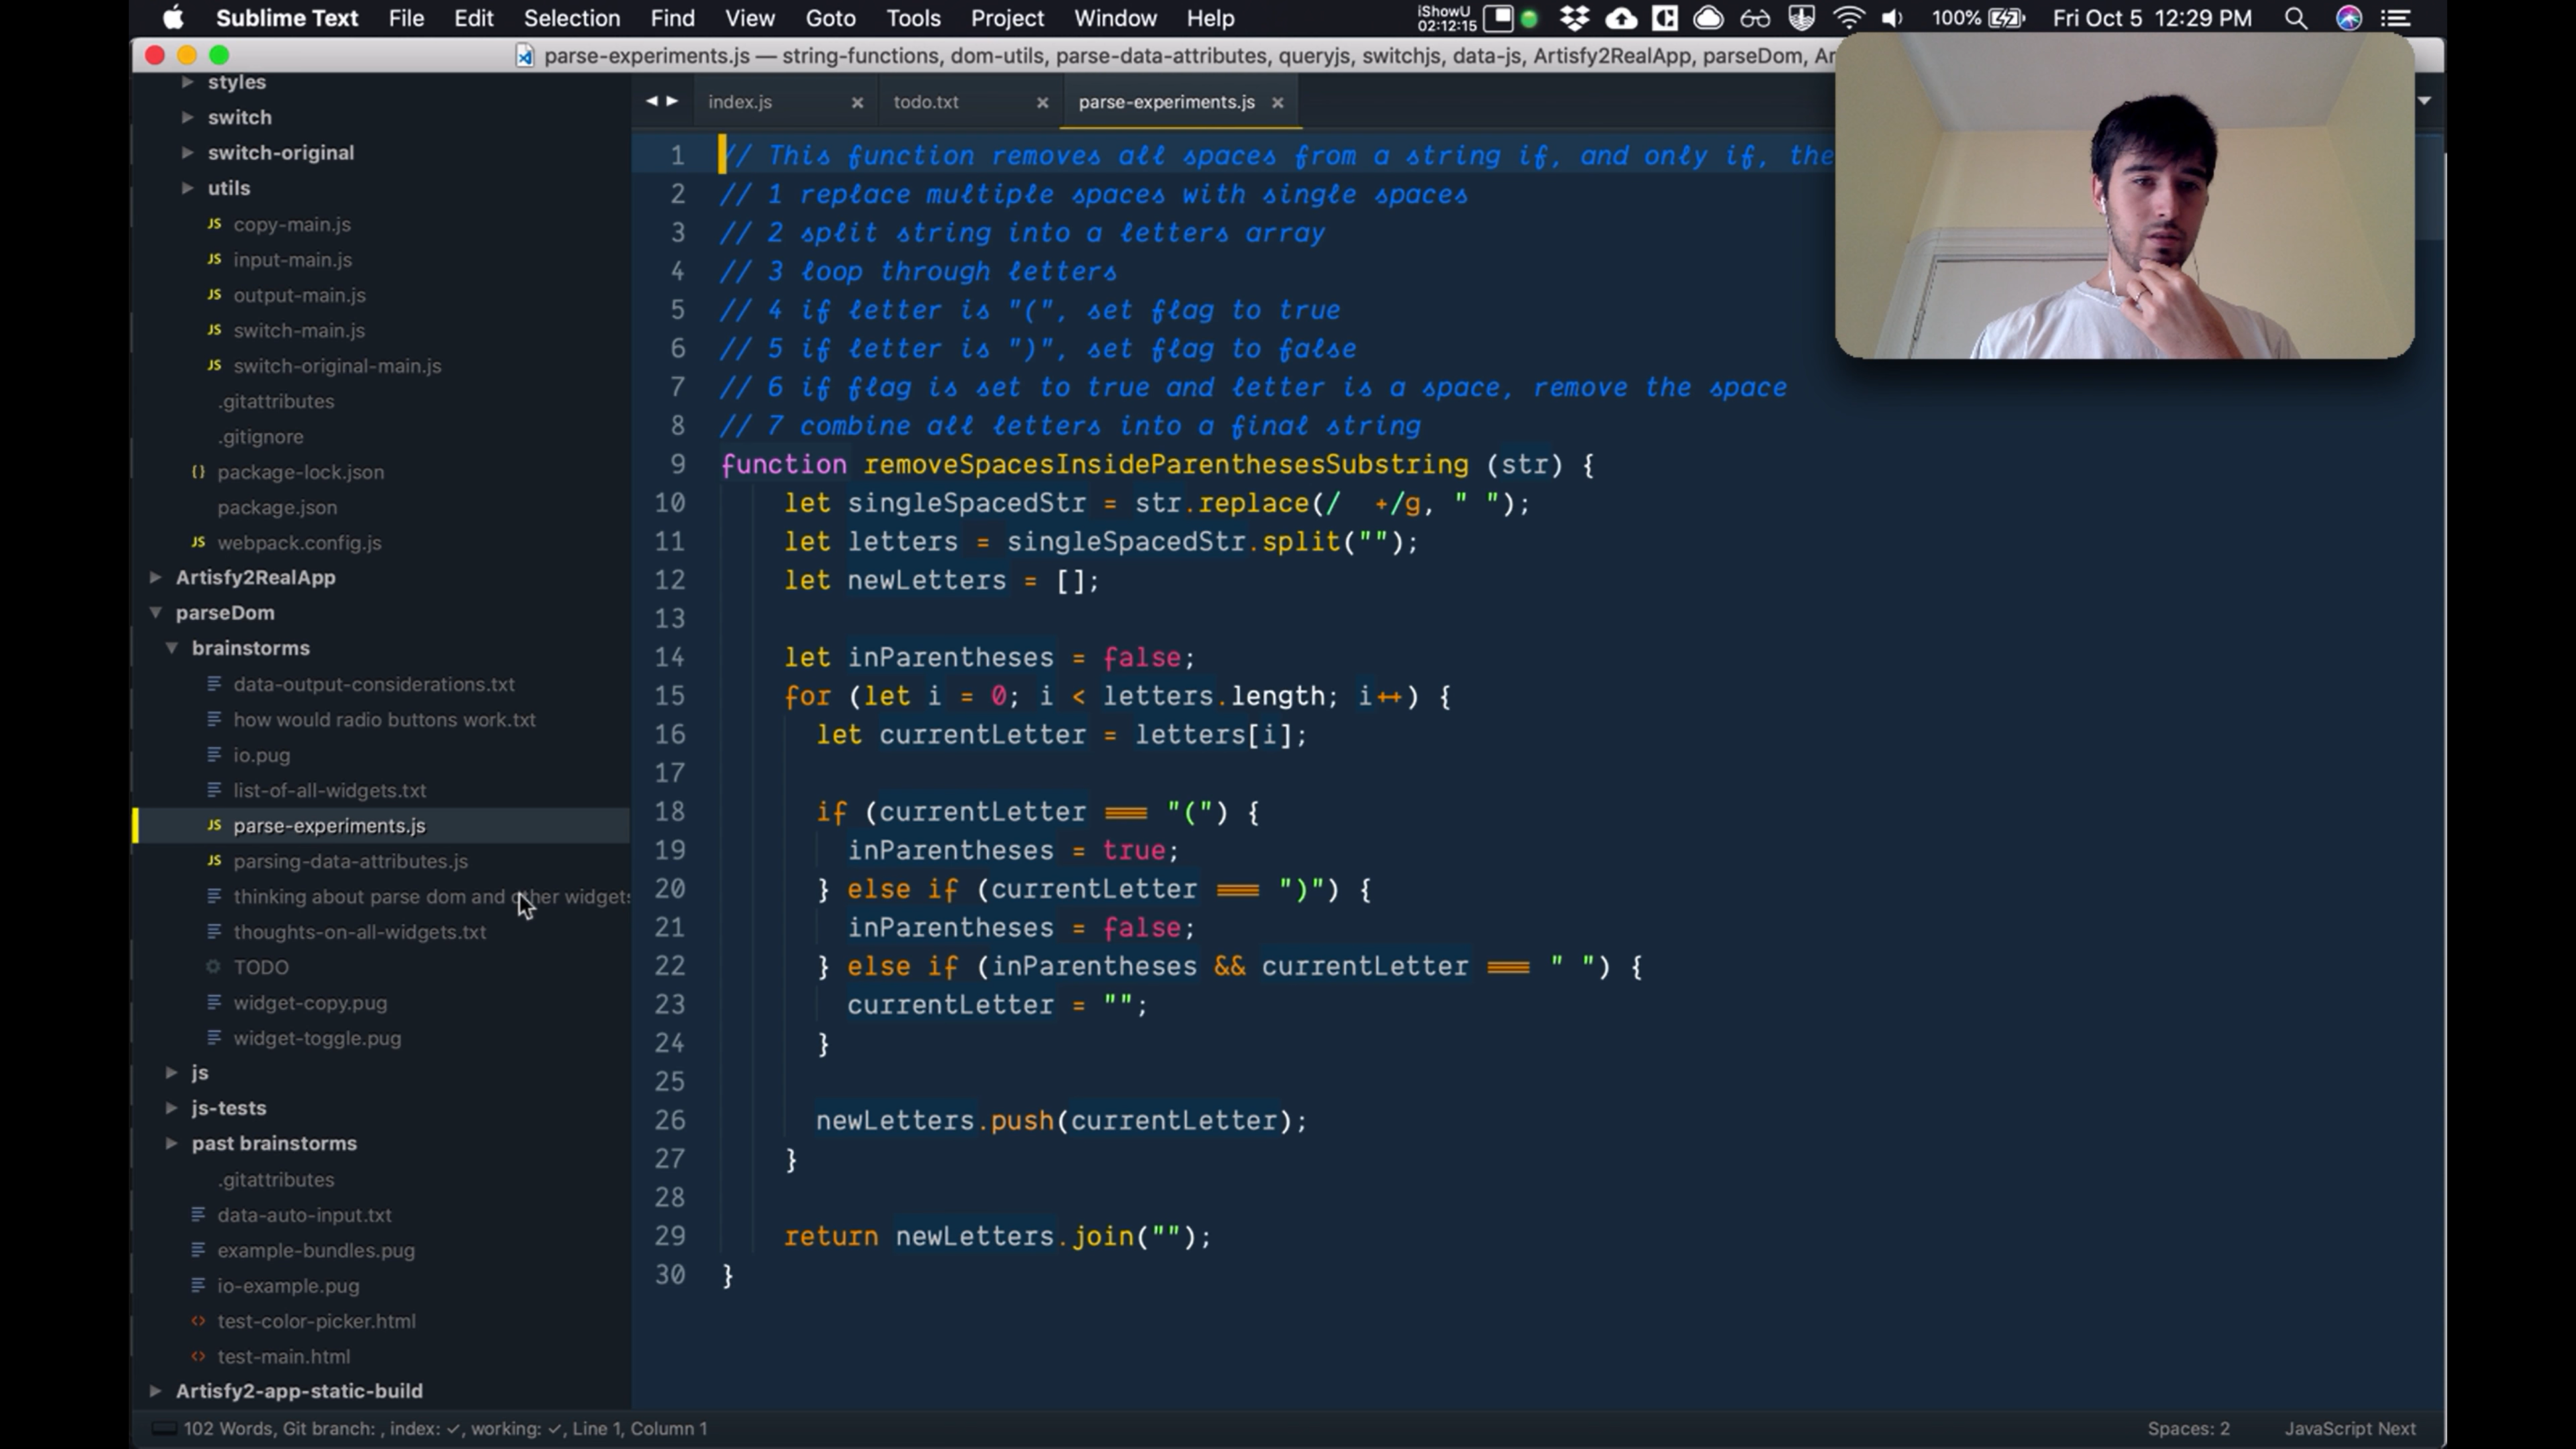 Sublime Text File Edit Selection Find View Goto Tools Project Window Help iShowU 02:12:15 100% Fri Oct 5 12:29 PM
parse-experiments.js — string-functions, dom-utils, parse-data-attributes, queryjs, switchjs, data-js, Artisfy2RealApp, parseDom, Ar
styles
switch
switch-original
utils
JS copy-main.js
JS input-main.js
JS output-main.js
JS switch-main.js
JS switch-original-main.js
.gitattributes
.gitignore
{} package-lock.json
package.json
JS webpack.config.js
Artisfy2RealApp
parseDom
brainstorms
data-output-considerations.txt
how would radio buttons work.txt
io.pug
list-of-all-widgets.txt
JS parse-experiments.js
JS parsing-data-attributes.js
thinking about parse dom and other widgets
thoughts-on-all-widgets.txt
TODO
widget-copy.pug
widget-toggle.pug
js
js-tests
past brainstorms
.gitattributes
data-auto-input.txt
example-bundles.pug
io-example.pug
<> test-color-picker.html
<> test-main.html
Artisfy2-app-static-build
index.js × todo.txt × parse-experiments.js ×
1 // This function removes all spaces from a string if, and only if, the
2 // 1 replace multiple spaces with single spaces
3 // 2 split string into a letters array
4 // 3 loop through letters
5 // 4 if letter is "(", set flag to true
6 // 5 if letter is ")", set flag to false
7 // 6 if flag is set to true and letter is a space, remove the space
8 // 7 combine all letters into a final string
9 function removeSpacesInsideParenthesesSubstring (str) {
10 let singleSpacedStr = str.replace(/  +/g, " ");
11 let letters = singleSpacedStr.split("");
12 let newLetters = [];
13
14 let inParentheses = false;
15 for (let i = 0; i < letters.length; i++) {
16 let currentLetter = letters[i];
17
18 if (currentLetter === "(") {
19 inParentheses = true;
20 } else if (currentLetter === ")") {
21 inParentheses = false;
22 } else if (inParentheses && currentLetter === " ") {
23 currentLetter = "";
24 }
25
26 newLetters.push(currentLetter);
27 }
28
29 return newLetters.join("");
30 }
102 Words, Git branch: , index: ✓, working: ✓, Line 1, Column 1 Spaces: 2 JavaScript Next